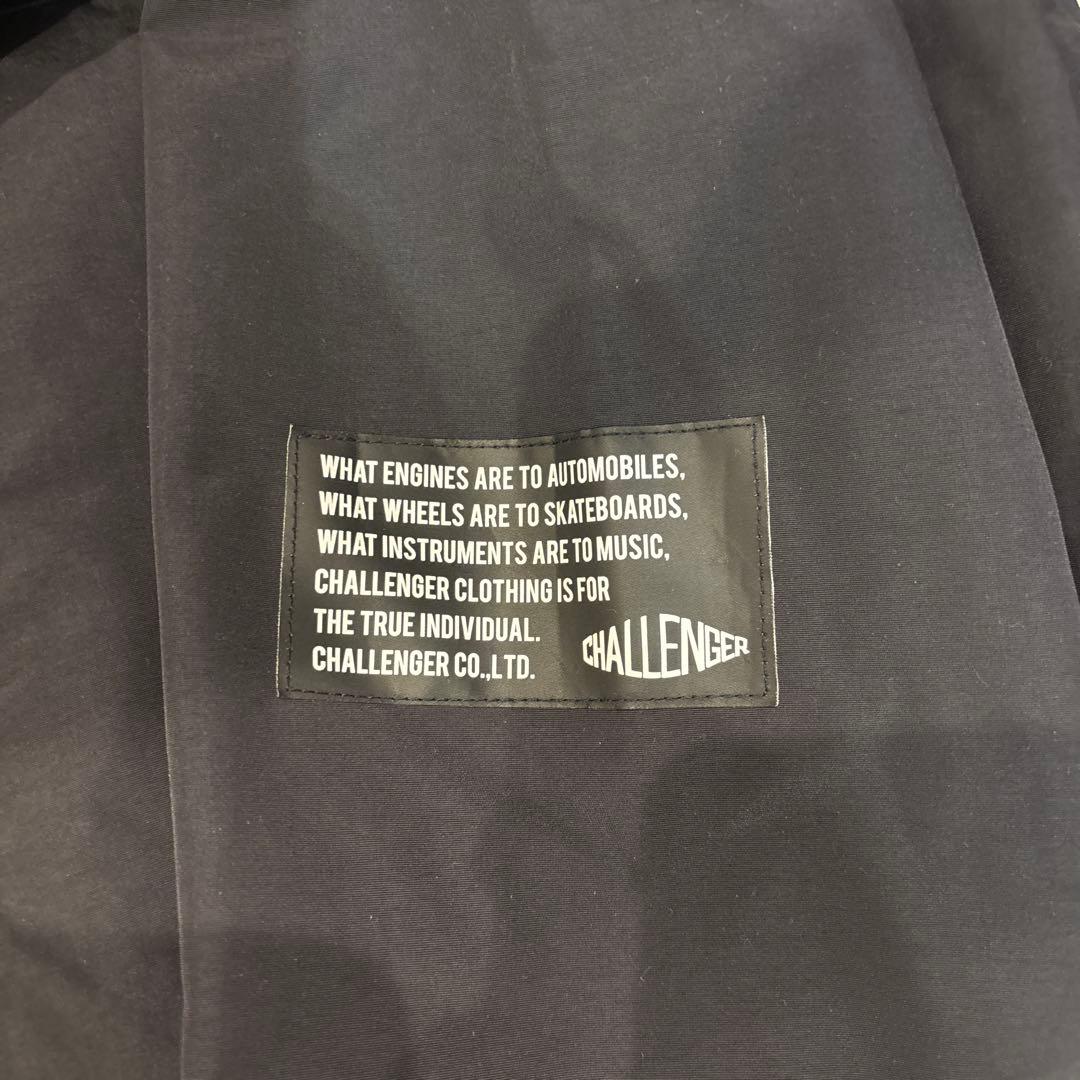 WHAT ENGINES ARE TO AUTOMOBILES,
WHAT WHEELS ARE TO SKATEBOARDS,
WHAT INSTRUMENTS ARE TO MUSIC,
CHALLENGER CLOTHING IS FOR
THE TRUE INDIVIDUAL.
CHALLENGER CO.,LTD.
CHALLENGER